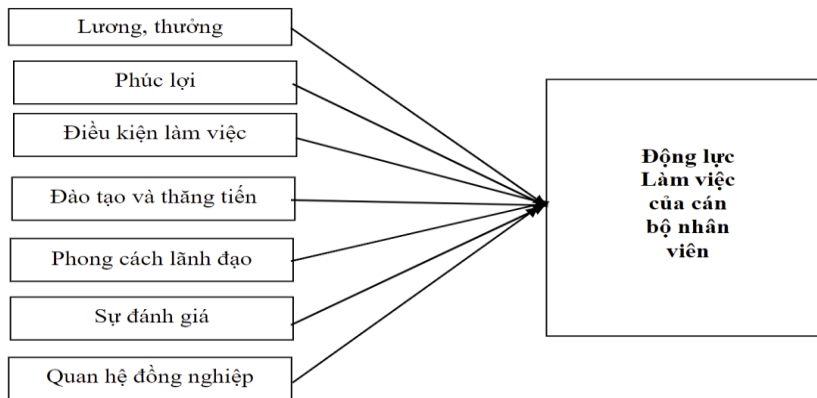 Lương, thưởng
Phúc lợi
Điều kiện làm việc
Đào tạo và thăng tiến
Phong cách lãnh đạo
Sự đánh giá
Quan hệ đồng nghiệp
Động lực
Làm việc
của cán
bộ nhân
viên